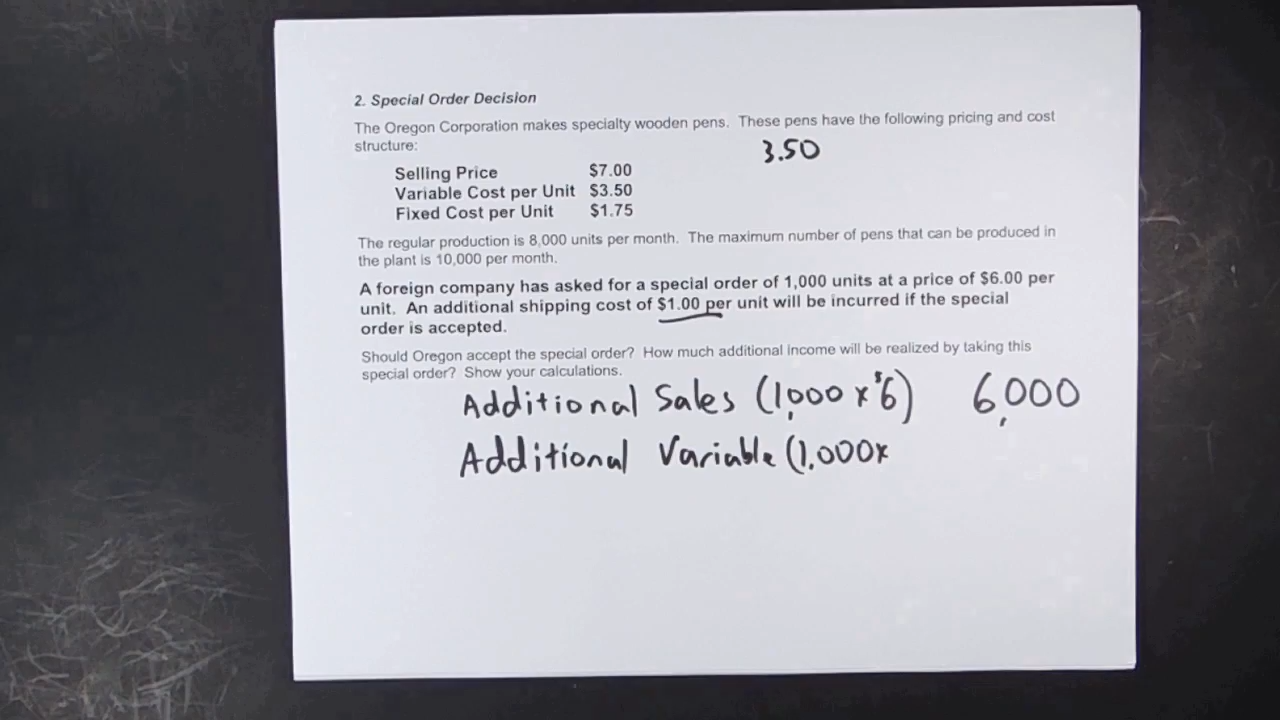 2. Special Order Decision
The Oregon Corporation makes specialty wooden pens. These pens have the following pricing and cost
structure:
3.50
Selling Price $7.00
Variable Cost per Unit $3.50
Fixed Cost per Unit $1.75
The regular production is 8,000 units per month. The maximum number of pens that can be produced in
the plant is 10,000 per month.
A foreign company has asked for a special order of 1,000 units at a price of $6.00 per
unit. An additional shipping cost of $1.00 per unit will be incurred if the special
order is accepted.
Should Oregon accept the special order? How much additional income will be realized by taking this
special order? Show your calculations.
Additional Sales (1,000 x $6) 6,000
Additional Variable (1,000x